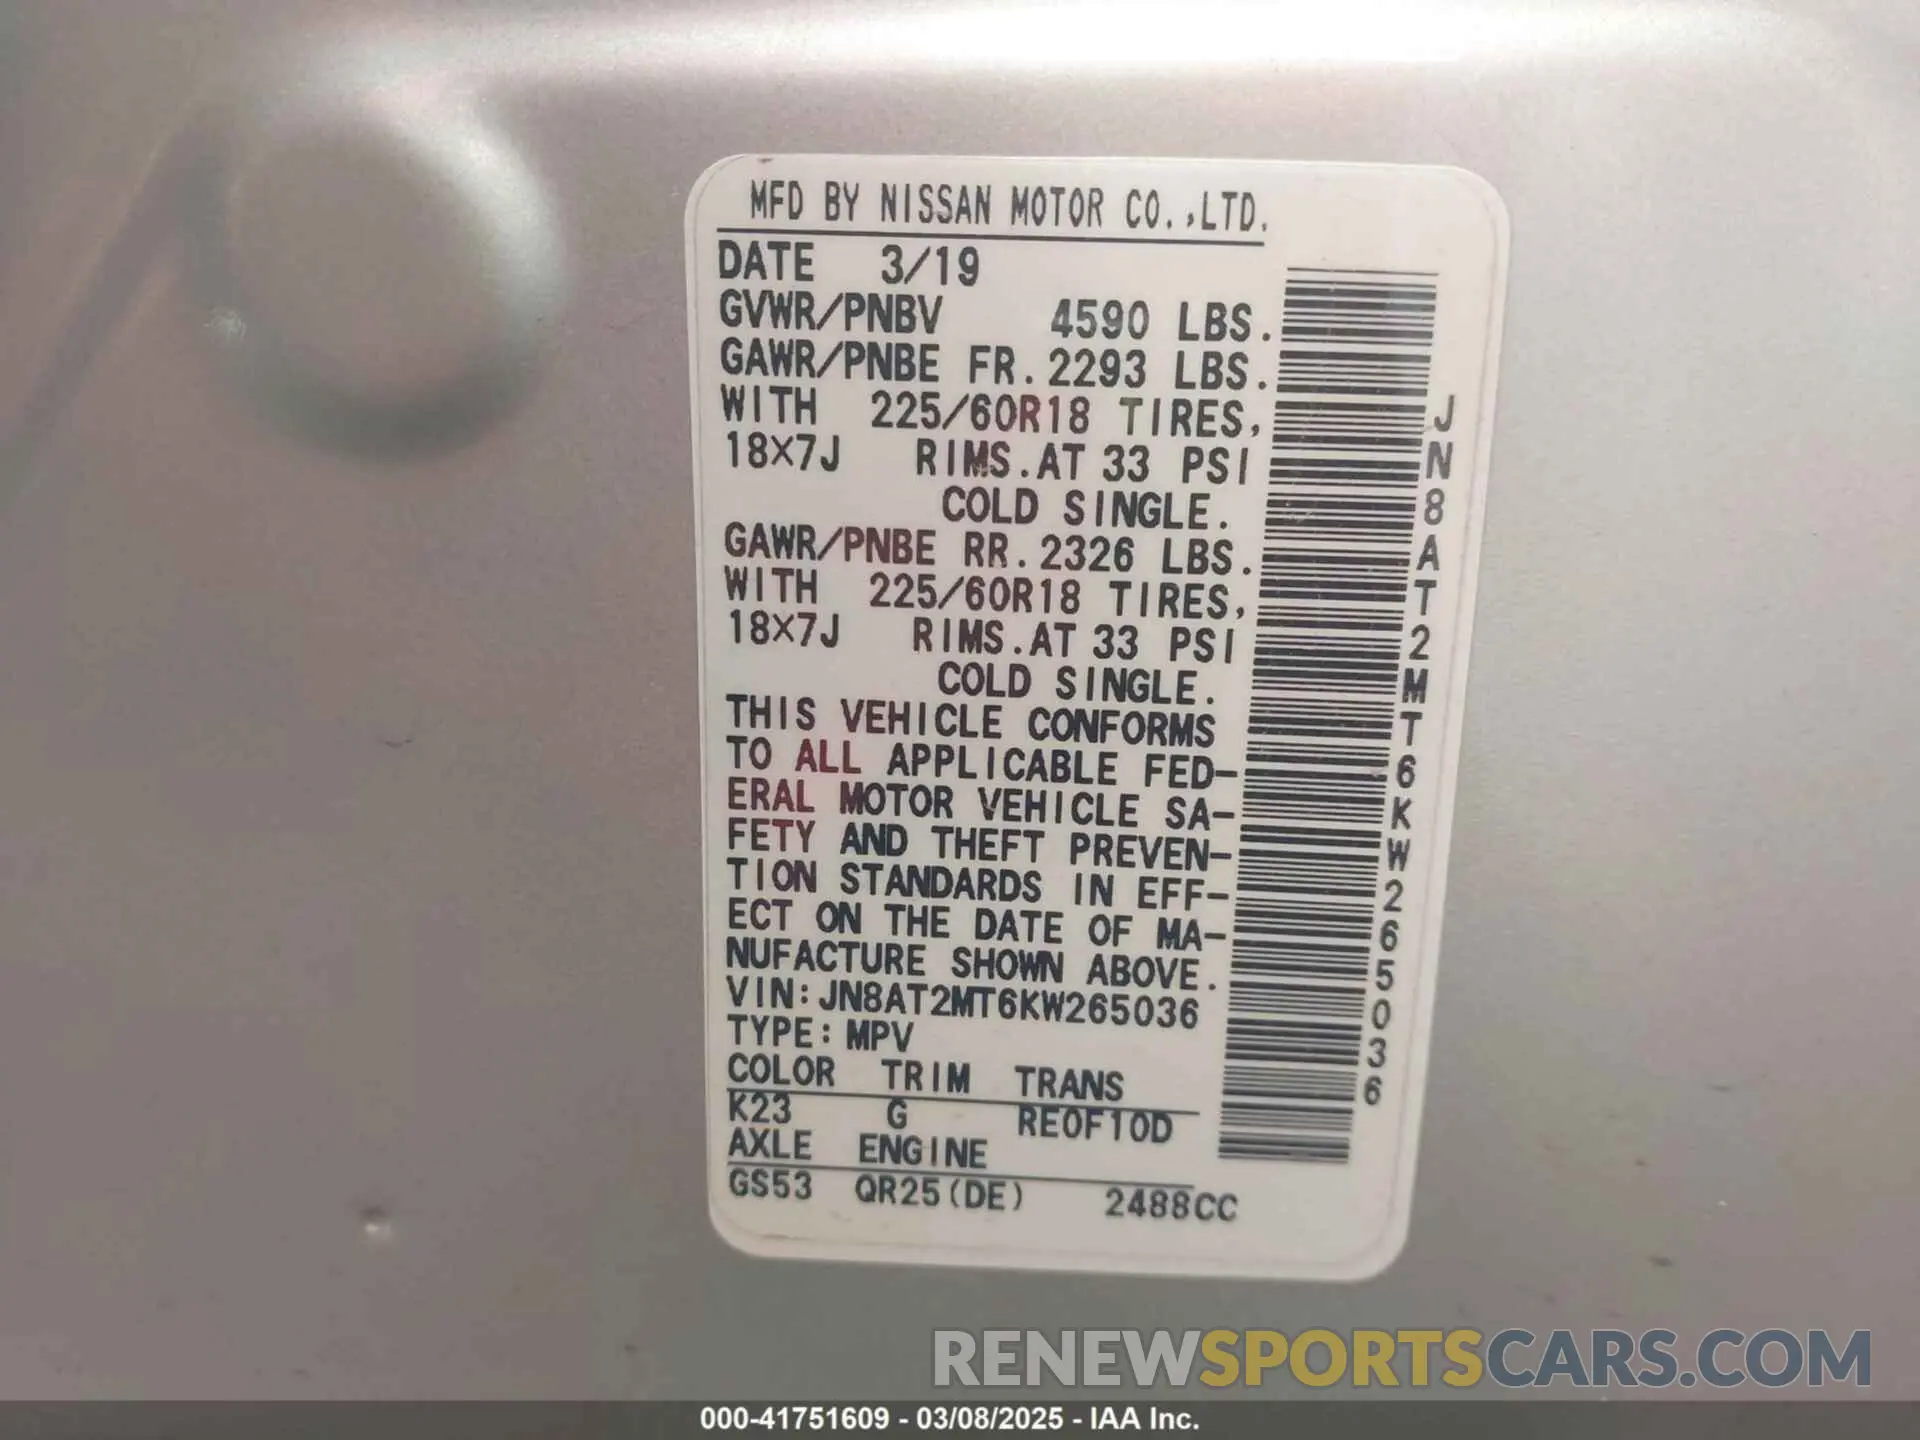 MFD BY NISSAN MOTOR CO.,LTD.
DATE 3/19
GVWR/PNBV 4590 LBS.
GAWR/PNBE FR. 2293 LBS.
WITH 225/60R18 TIRES,
18X7J RIMS. AT 33 PSI
COLD SINGLE.
GAWR/PNBE RR. 2326 LBS.
WITH 225/60R18 TIRES,
18X7J RIMS. AT 33 PSI
COLD SINGLE.
THIS VEHICLE CONFORMS
TO ALL APPLICABLE FED-
ERAL MOTOR VEHICLE SA-
FETY AND THEFT PREVEN-
TION STANDARDS IN EFF-
ECT ON THE DATE OF MA-
NUFACTURE SHOWN ABOVE.
VIN: JN8AT2MT6KW265036
TYPE: MPV
COLOR TRIM TRANS
K23 G RE0F10D
AXLE ENGINE
GS53 QR25(DE) 2488CC
JN8AT2MT6KW265036
RENEWSPORTSCARS.COM
000-41751609 - 03/08/2025 - IAA Inc.